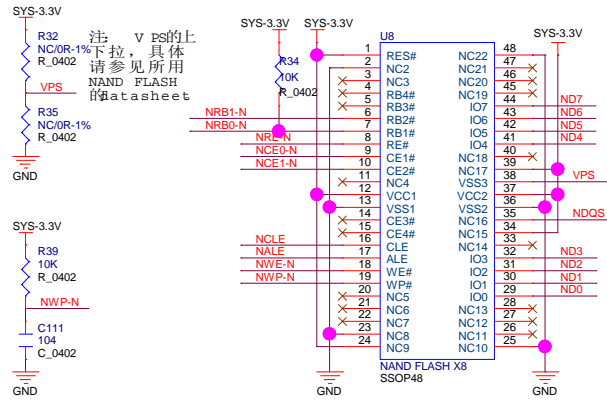 SYS-3.3V
R32
NC/0R-1%
R_0402
VPS
R35
NC/0R-1%
R_0402
GND
注: V PS的上
下拉，具体
请参见所用
NAND FLASH
的datasheet
SYS-3.3V
R39
10K
R_0402
NWP-N
C111
104
C_0402
GND
SYS-3.3V
SYS-3.3V
R34
10K
R_0402
NRB1-N
NRB0-N
NRE-N
NCE0-N
NCE1-N
NCLE
NALE
NWE-N
NWP-N
GND
U8
1 RES# NC22 48
2 NC2 NC21 47
3 NC3 NC20 46
4 RB4# NC19 45
5 RB3# IO7 44 ND7
6 RB2# IO6 43 ND6
7 RB1# IO5 42 ND5
8 RE# IO4 41 ND4
9 CE1# NC18 40
10 CE2# NC17 39
11 NC4 VSS3 38 VPS
12 VCC1 VCC2 37
13 VSS1 VSS2 36
14 CE3# NC16 35 NDQS
15 CE4# NC15 34
16 CLE NC14 33
17 ALE IO3 32 ND3
18 WE# IO2 31 ND2
19 WP# IO1 30 ND1
20 NC5 IO0 29 ND0
21 NC6 NC13 28
22 NC7 NC12 27
23 NC8 NC11 26
24 NC9 NC10 25
NAND FLASH X8
SSOP48
SYS-3.3V
GND